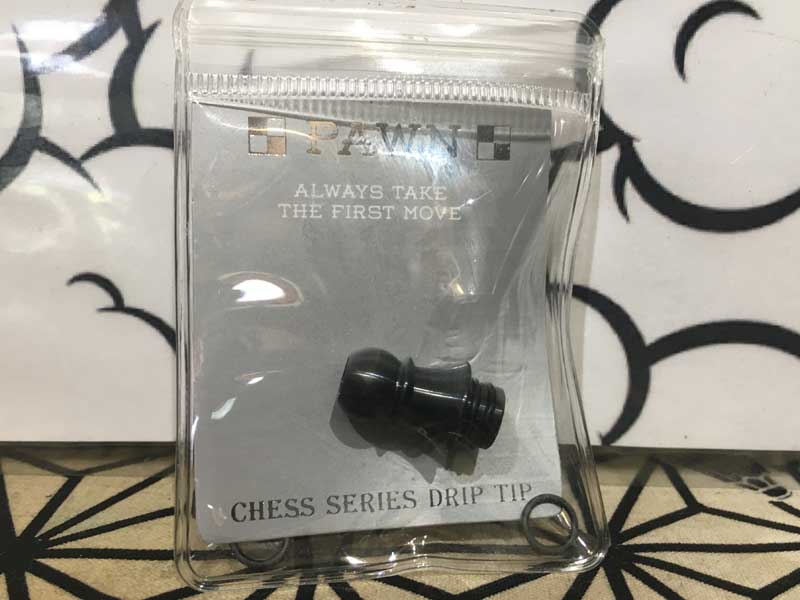 PAWN
ALWAYS TAKE
THE FIRST MOVE
CHESS SERIES DRIP TIP